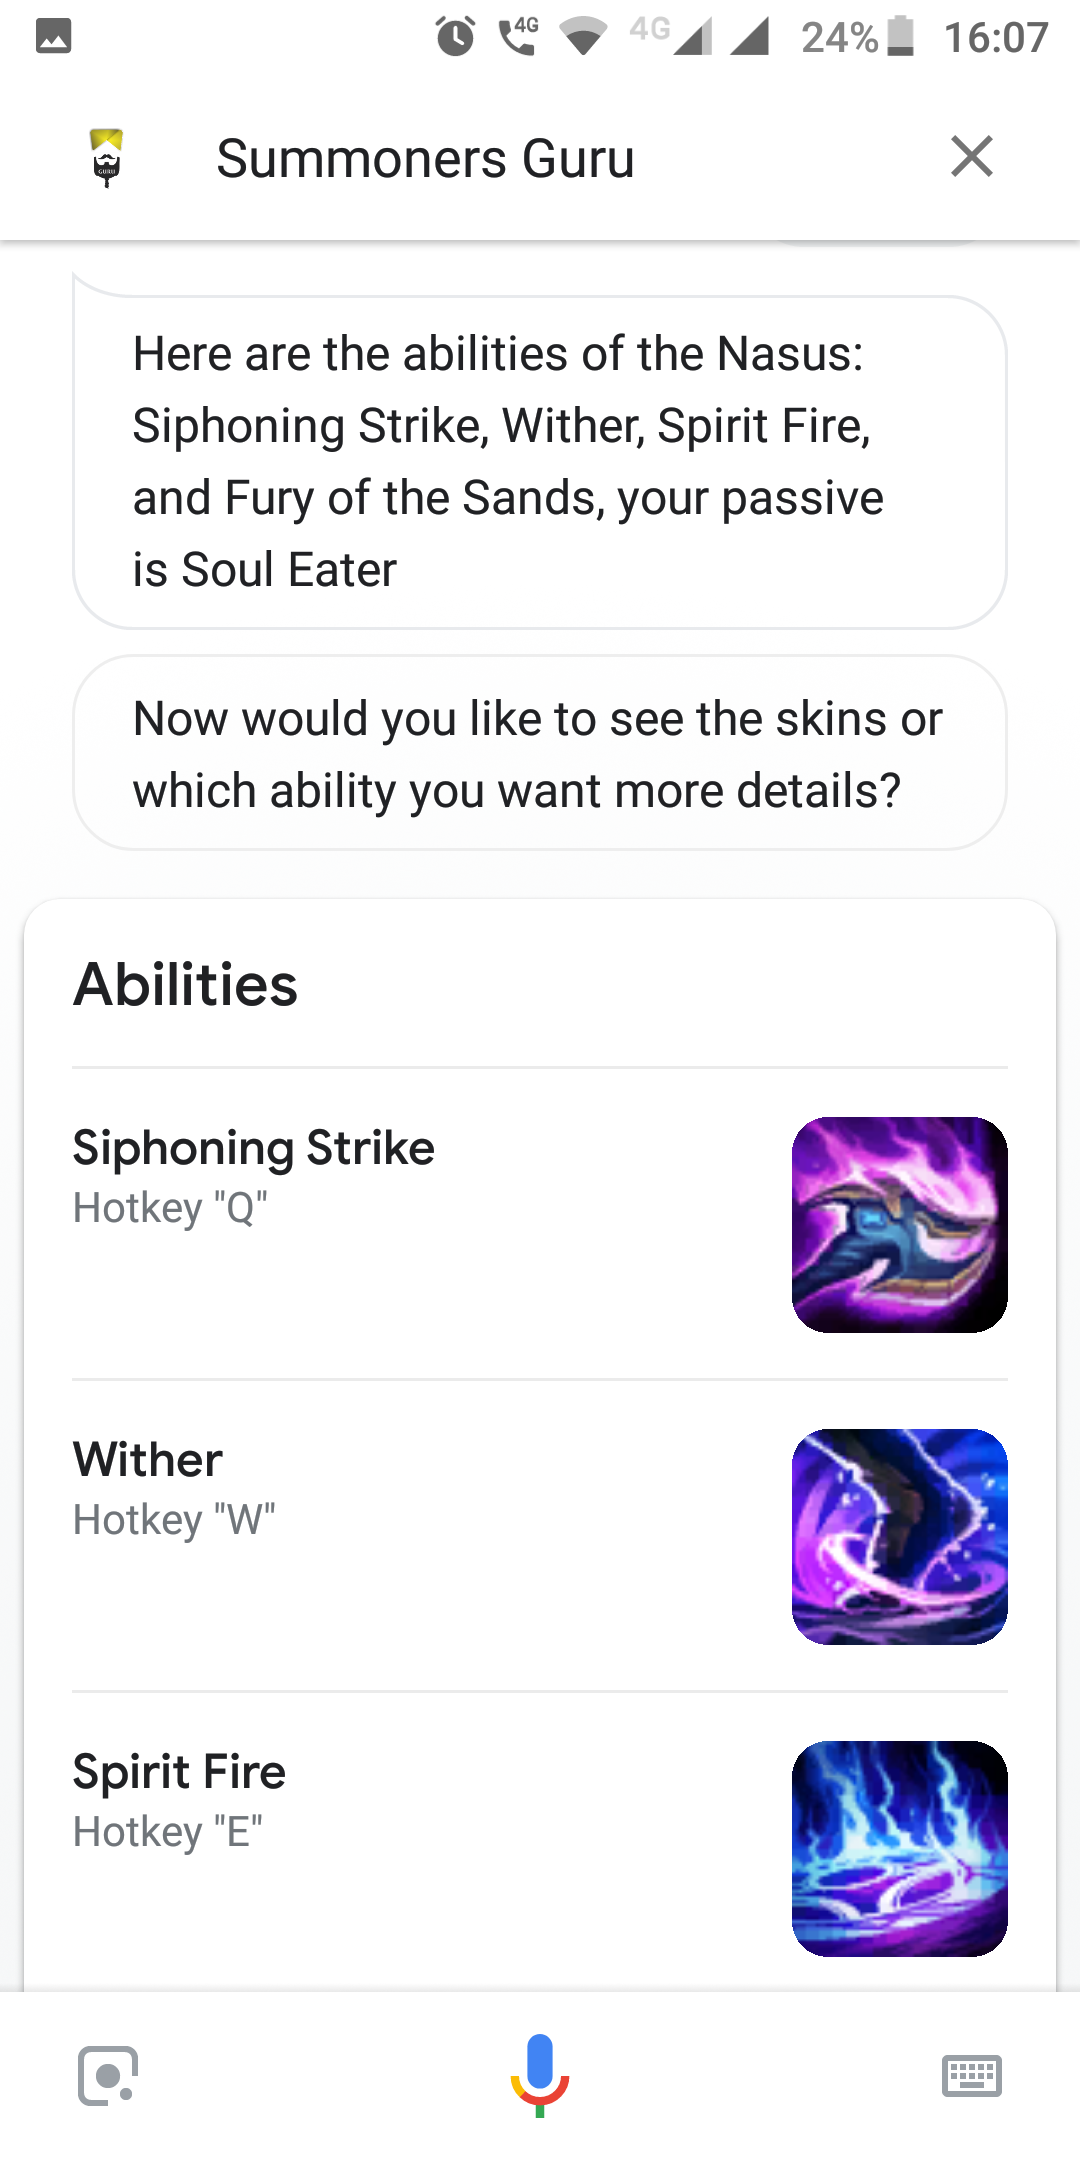 4G 4G 24% 16:07
GURU
Summoners Guru
Here are the abilities of the Nasus:
Siphoning Strike, Wither, Spirit Fire,
and Fury of the Sands, your passive
is Soul Eater
Now would you like to see the skins or
which ability you want more details?
Abilities
Siphoning Strike
Hotkey "Q"
Wither
Hotkey "W"
Spirit Fire
Hotkey "E"